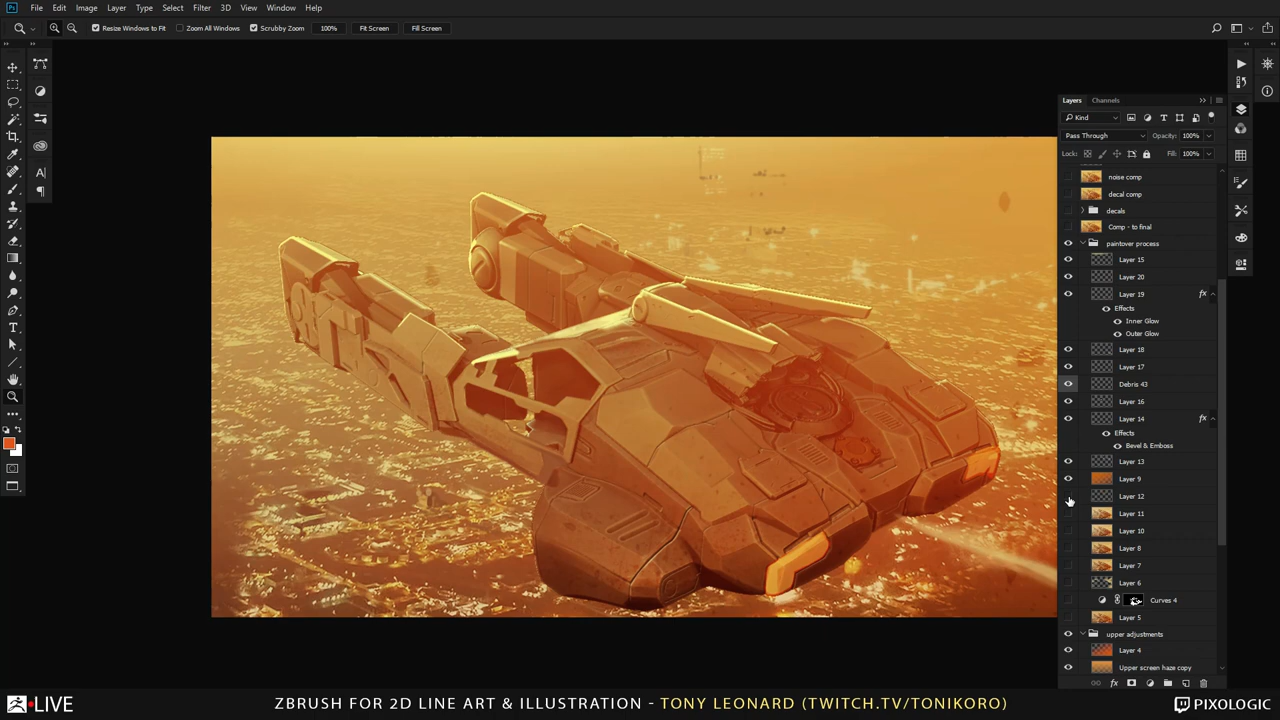 Ps File Edit Image Layer Type Select Filter 3D View Window Help
Resize Windows to Fit Zoom All Windows Scrubby Zoom 100% Fit Screen Fill Screen
Layers Channels
Kind
Pass Through Opacity: 100%
Lock: Fill: 100%
noise comp
decal comp
decals
Comp - to final
paintover process
Layer 15
Layer 20
Layer 19 fx
Effects
Inner Glow
Outer Glow
Layer 18
Layer 17
Debris 43
Layer 16
Layer 14 fx
Effects
Bevel & Emboss
Layer 13
Layer 9
Layer 12
Layer 11
Layer 10
Layer 8
Layer 7
Layer 6
Curves 4
Layer 5
upper adjustments
Layer 4
Upper screen haze copy
fx
LIVE ZBRUSH FOR 2D LINE ART & ILLUSTRATION - TONY LEONARD (TWITCH.TV/TONIKORO) PIXOLOGIC